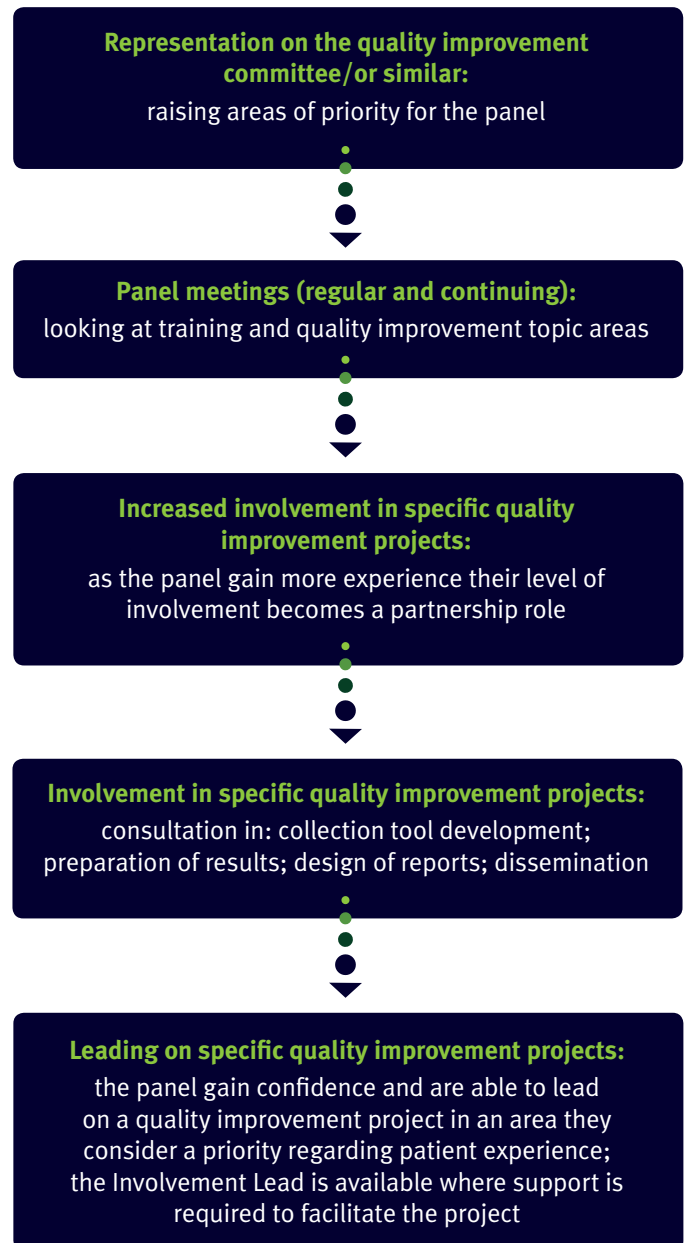 Representation on the quality improvement
committee/or similar:
raising areas of priority for the panel
Panel meetings (regular and continuing):
looking at training and quality improvement topic areas
Increased involvement in specific quality
improvement projects:
as the panel gain more experience their level of
involvement becomes a partnership role
Involvement in specific quality improvement projects:
consultation in: collection tool development;
preparation of results; design of reports; dissemination
Leading on specific quality improvement projects:
the panel gain confidence and are able to lead
on a quality improvement project in an area they
consider a priority regarding patient experience;
the Involvement Lead is available where support is
required to facilitate the project